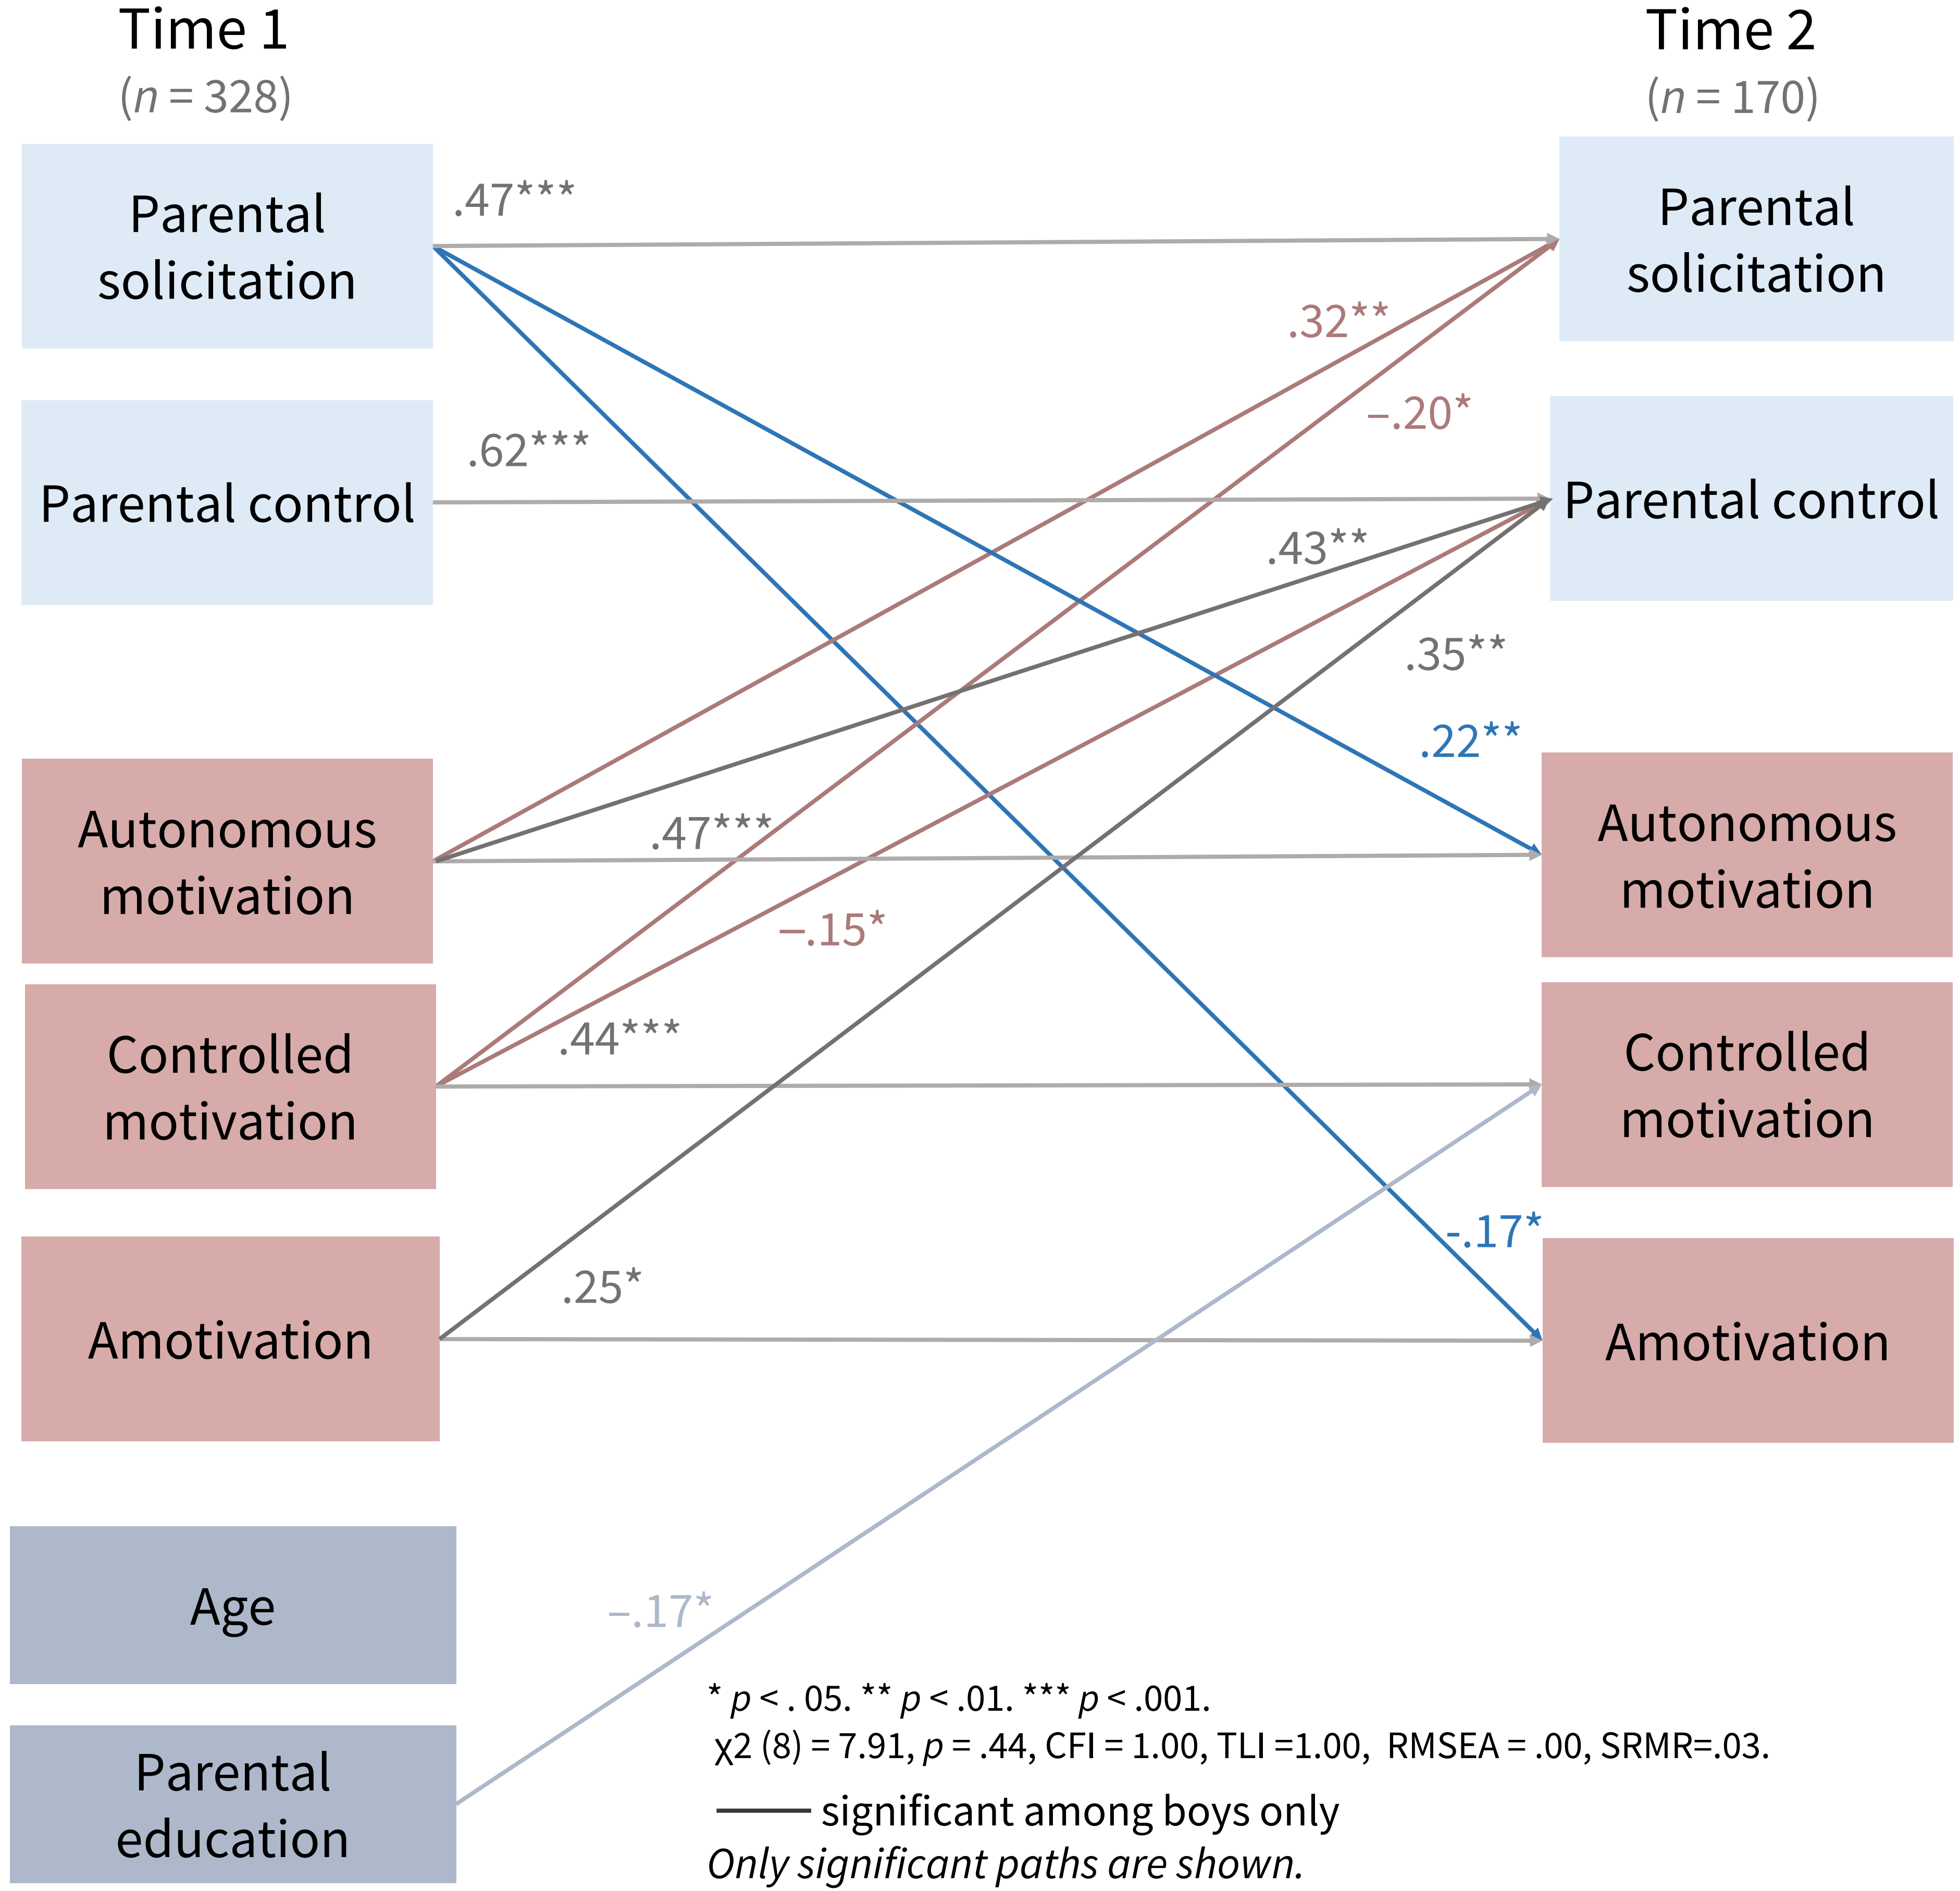 Time 1
(n = 328)
Time 2
(n = 170)
Parental
solicitation
.47***
Parental
solicitation
.32**
–.20*
Parental control
.62***
Parental control
.43**
.35**
.22**
Autonomous
motivation
.47***
Autonomous
motivation
–.15*
Controlled
motivation
.44***
Controlled
motivation
-.17*
Amotivation
.25*
Amotivation
Age
–.17*
Parental
education
* p < . 05. ** p < .01. *** p < .001.
χ2 (8) = 7.91, p = .44, CFI = 1.00, TLI =1.00, RMSEA = .00, SRMR=.03.
significant among boys only
Only significant paths are shown.